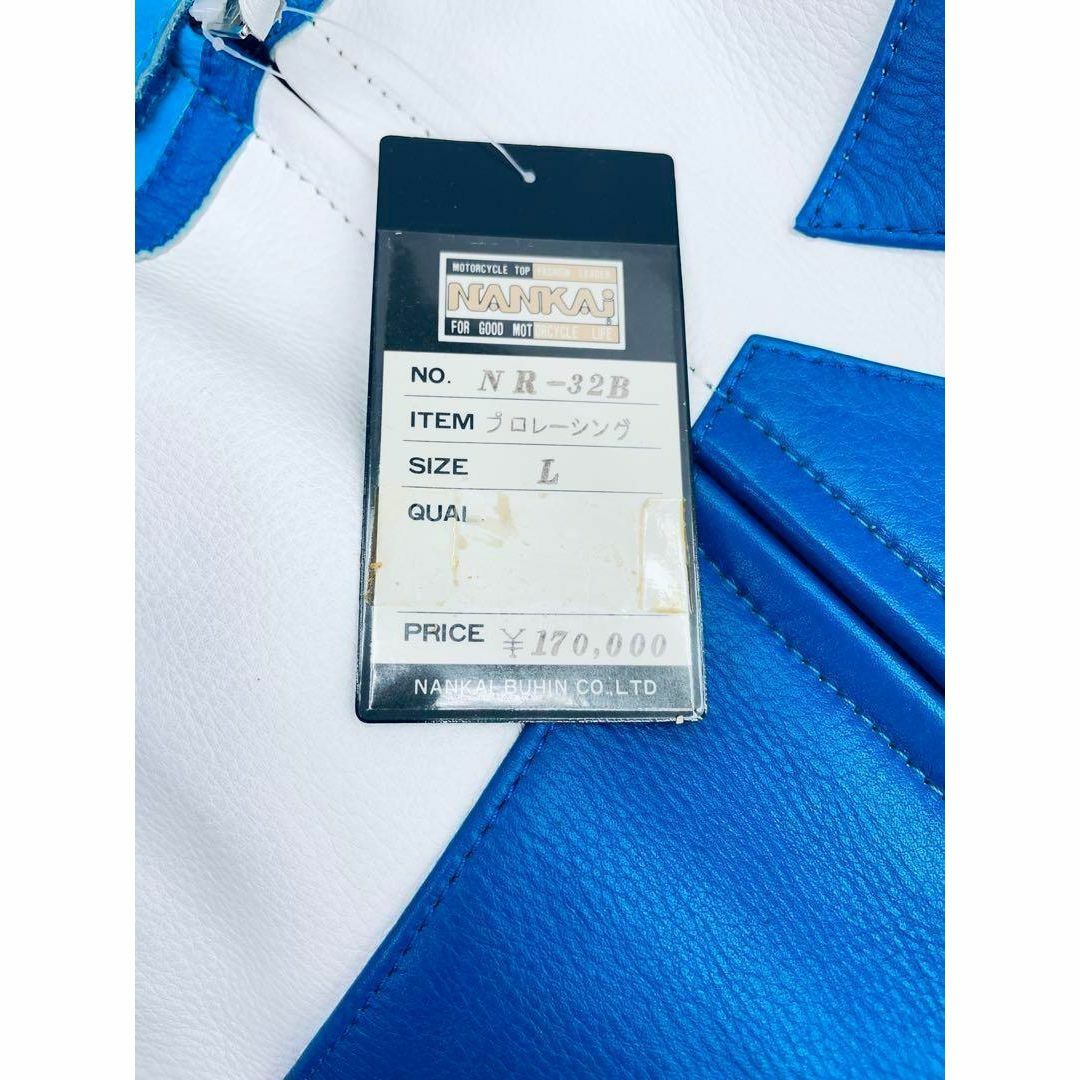 MOTORCYCLE TOP FASHION LEADER
NANKAi
FOR GOOD MOTORCYCLE LIFE
NO. NR-32B
ITEM プロレーシング
SIZE L
QUAL
PRICE ¥170,000
NANKAI BUHIN CO.,LTD